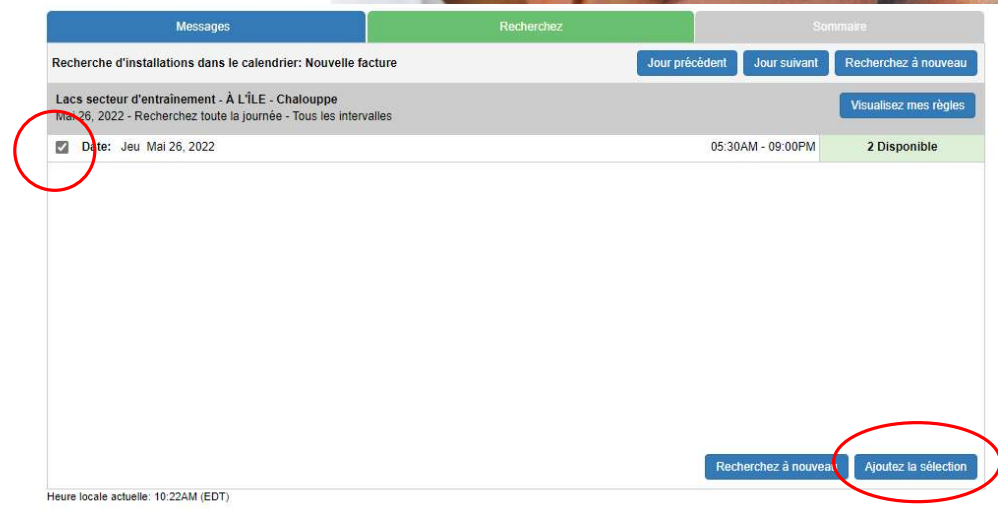 Messages Recherchez Sommaire
Recherche d'installations dans le calendrier: Nouvelle facture Jour précèdent Jour suivant Recherchez à nouveau
Lacs secteur d'entraînement - À L'ÎLE - Chalouppe
Mai 26, 2022 - Recherchez toute la journée - Tous les intervalles
Visualisez mes règles
Date: Jeu Mai 26, 2022 05:30AM - 09:00PM 2 Disponible
Recherchez à nouveau Ajoutez la sélection
Heure locale actuelle: 10:22AM (EDT)